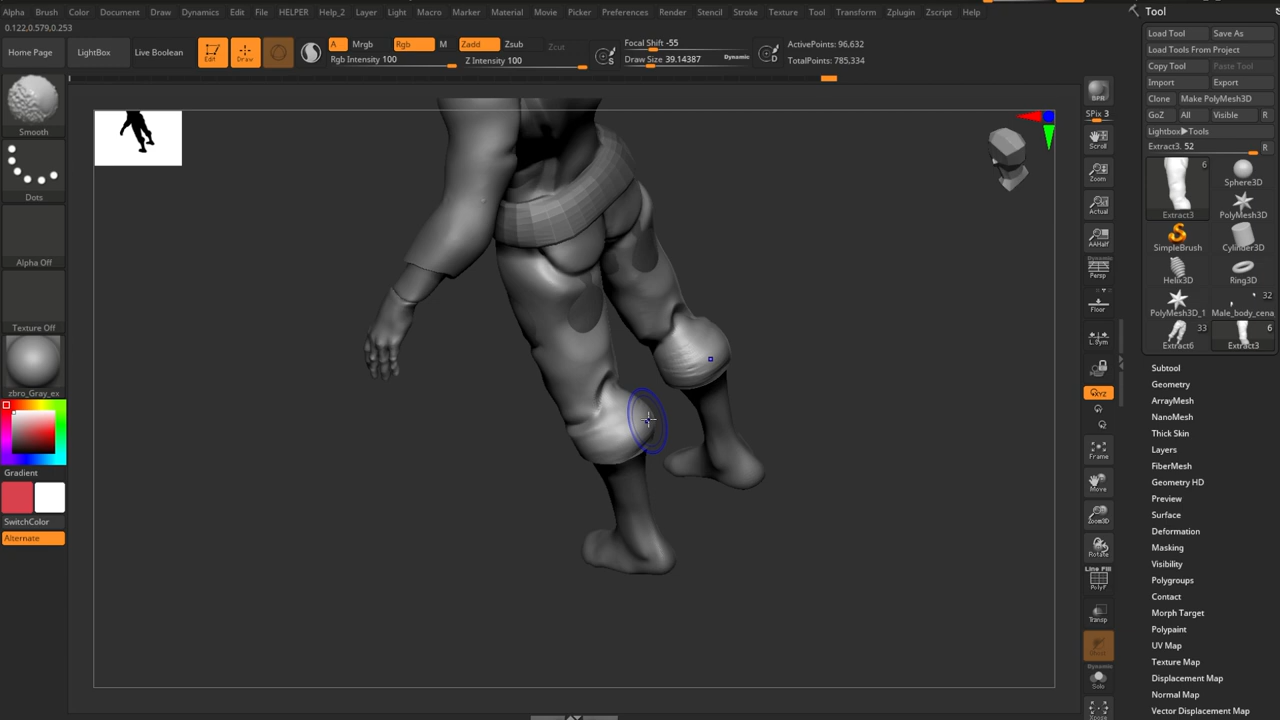 Alpha Brush Color Document Draw Dynamics Edit File HELPER Help_2 Layer Light Macro Marker Material Movie Picker Preferences Render Stencil Stroke Texture Tool Transform Zplugin Zscript Help
Tool
0.122,0.579,0.253
Load Tool Save As
Load Tools From Project
Copy Tool Paste Tool
Import Export
Clone Make PolyMesh3D
GoZ All Visible R
Lightbox▶Tools
Extract3. 52 R
Home Page LightBox Live Boolean Edit Draw
A Mrgb Rgb M Zadd Zsub Zcut
Rgb Intensity 100 Z Intensity 100
S
Focal Shift -55
Draw Size 39.14387 Dynamic
D
ActivePoints: 96,632
TotalPoints: 785,334
Smooth
Dots
Alpha Off
Texture Off
zbro_Gray_ex
Gradient
SwitchColor
Alternate
BPR
SPix 3
Scroll
Zoom
Actual
AAHalf
Dynamic
Persp
Floor
L.Sym
XYZ
Frame
Move
Zoom3D
Rotate
Line Fill
PolyF
Transp
Ghost
Dynamic
Solo
Xpose
6
Extract3 Sphere3D
PolyMesh3D
SimpleBrush Cylinder3D
Helix3D Ring3D
32
PolyMesh3D_1 Male_body_cena
33 6
Extract6 Extract3
Subtool
Geometry
ArrayMesh
NanoMesh
Thick Skin
Layers
FiberMesh
Geometry HD
Preview
Surface
Deformation
Masking
Visibility
Polygroups
Contact
Morph Target
Polypaint
UV Map
Texture Map
Displacement Map
Normal Map
Vector Displacement Map